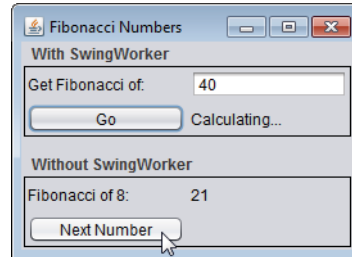 Fibonacci Numbers
With SwingWorker
Get Fibonacci of: 40
Go Calculating...
Without SwingWorker
Fibonacci of 8: 21
Next Number